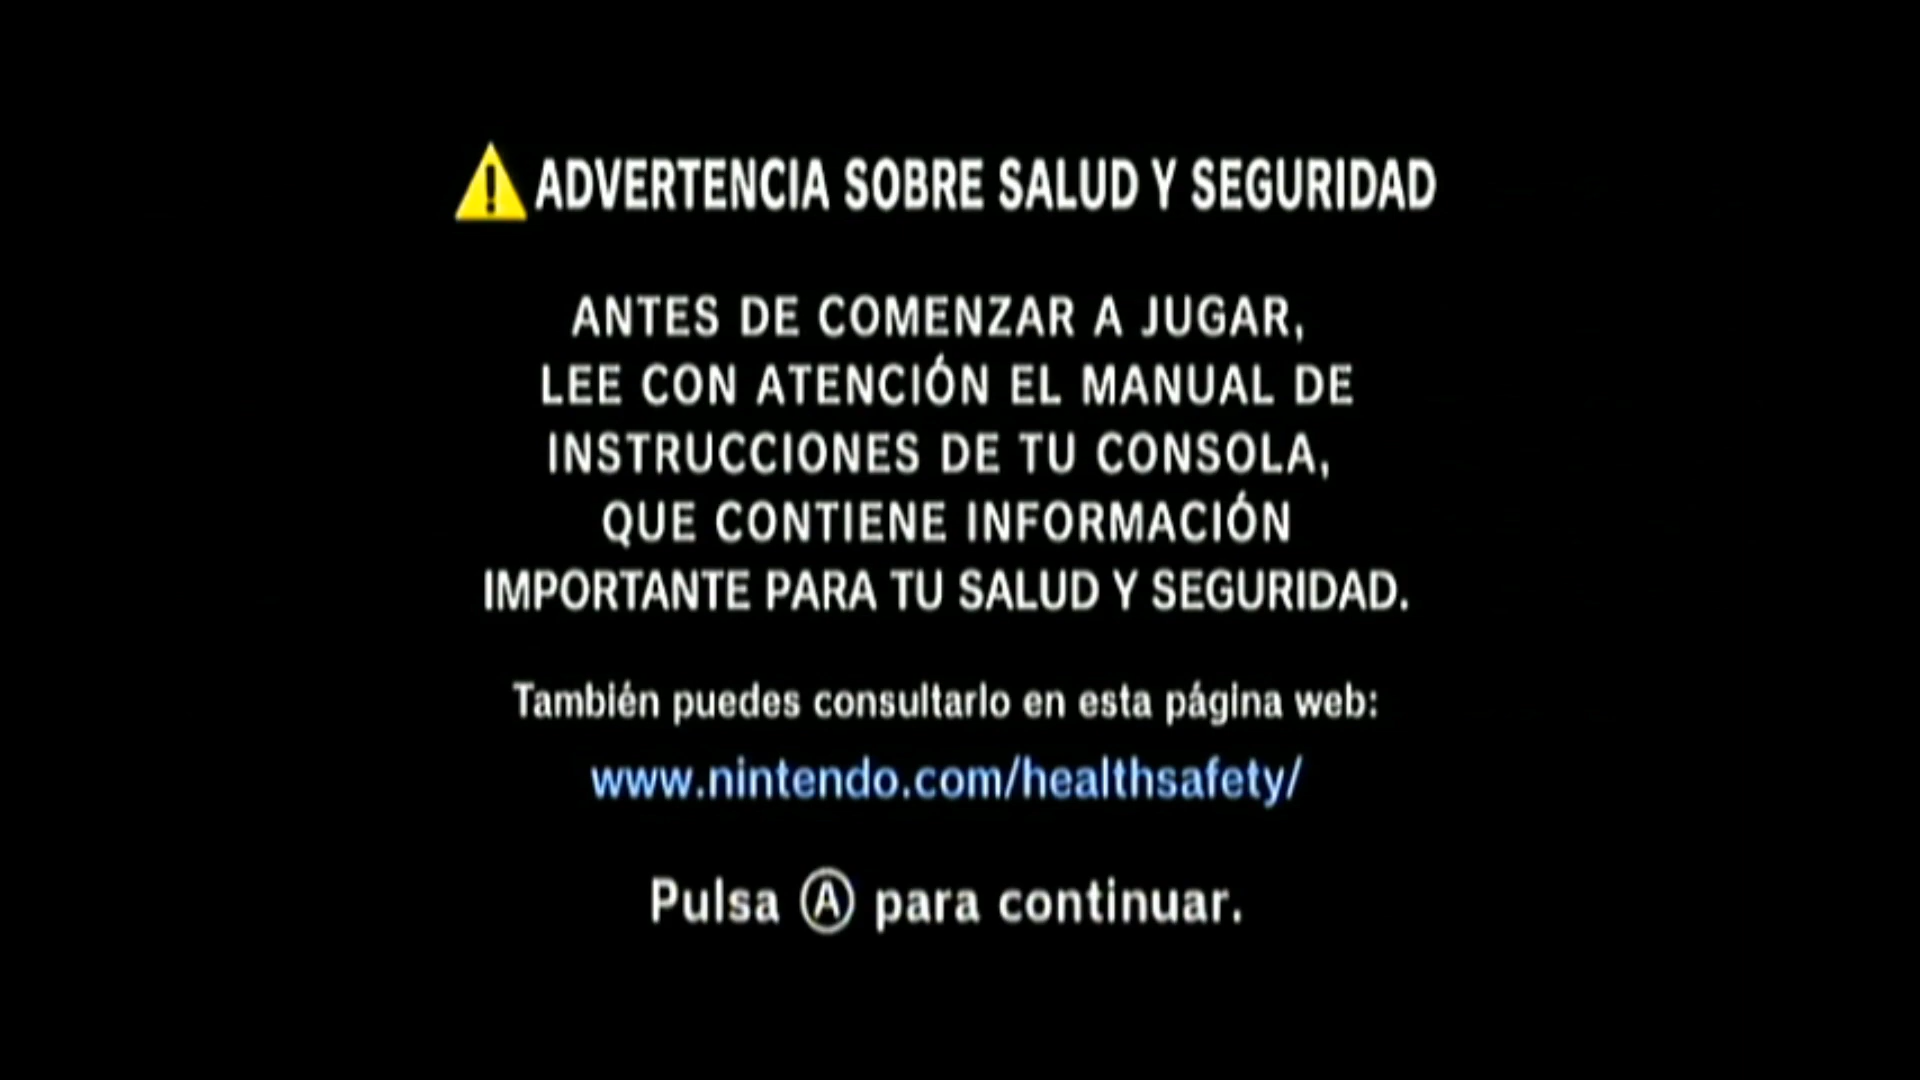 ADVERTENCIA SOBRE SALUD Y SEGURIDAD
ANTES DE COMENZAR A JUGAR,
LEE CON ATENCIÓN EL MANUAL DE
INSTRUCCIONES DE TU CONSOLA,
QUE CONTIENE INFORMACIÓN
IMPORTANTE PARA TU SALUD Y SEGURIDAD.
También puedes consultarlo en esta página web:
www.nintendo.com/healthsafety/
Pulsa Ⓐ para continuar.